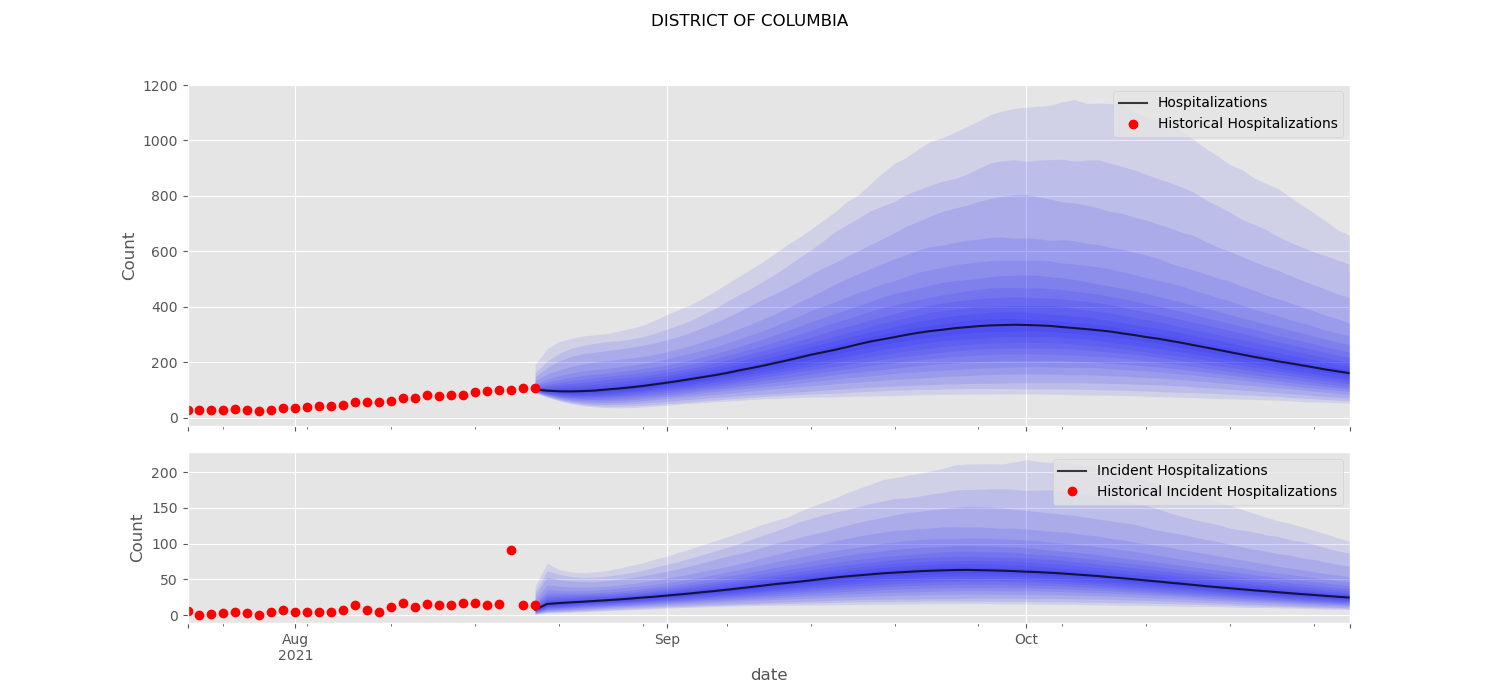 DISTRICT OF COLUMBIA
1200
1000
800
600
400
200
0
Count
Hospitalizations
Historical Hospitalizations
200
150
100
50
0
Count
Incident Hospitalizations
Historical Incident Hospitalizations
Aug
2021
Sep
Oct
date